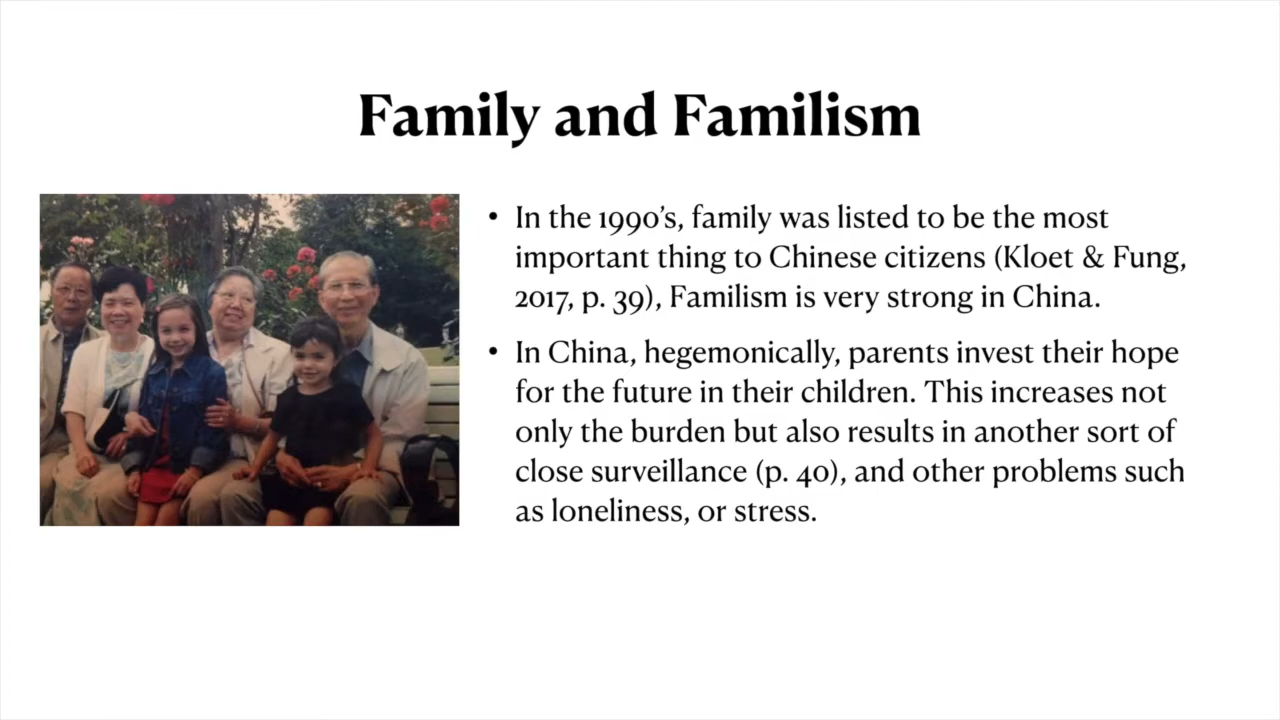 Family and Familism
• In the 1990’s, family was listed to be the most
important thing to Chinese citizens (Kloet & Fung,
2017, p. 39), Familism is very strong in China.
• In China, hegemonically, parents invest their hope
for the future in their children. This increases not
only the burden but also results in another sort of
close surveillance (p. 40), and other problems such
as loneliness, or stress.